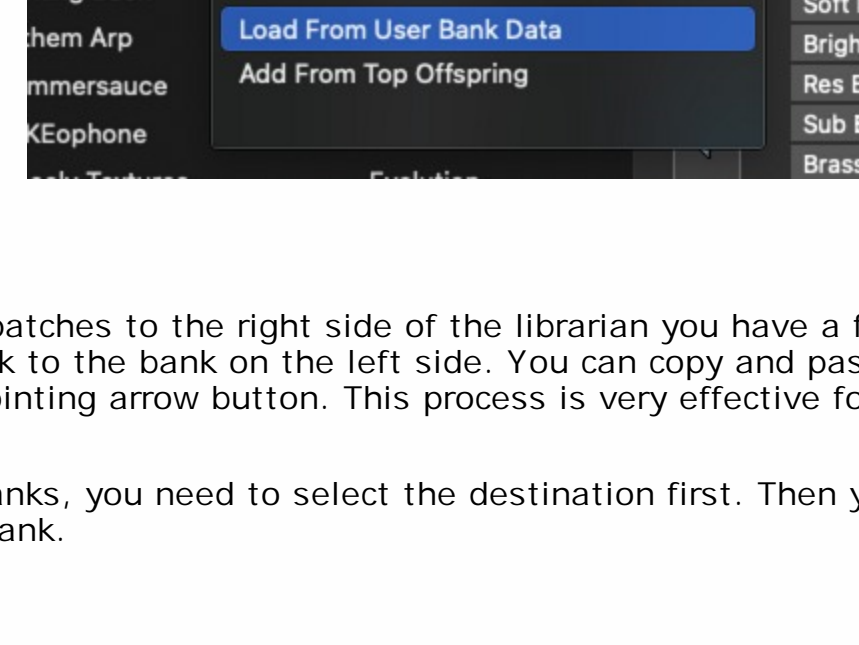 Soft
them Arp
Load From User Bank Data
Brigh
mmersauce
Add From Top Offspring
Res E
KEophone
Sub E
Brass
patches to the right side of the librarian you have a f
k to the bank on the left side. You can copy and pas
ointing arrow button. This process is very effective fo
anks, you need to select the destination first. Then y
ank.